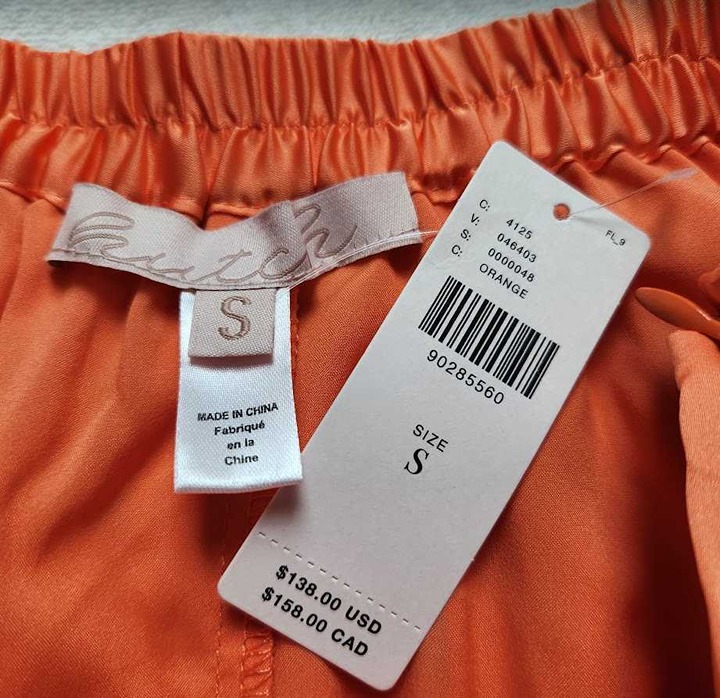 Hutch
S
MADE IN CHINA
Fabriqué
en la
Chine
FL_9
C: 4125
V: 046403
S: 0000048
C: ORANGE
90285560
SIZE
S
$138.00 USD
$158.00 CAD